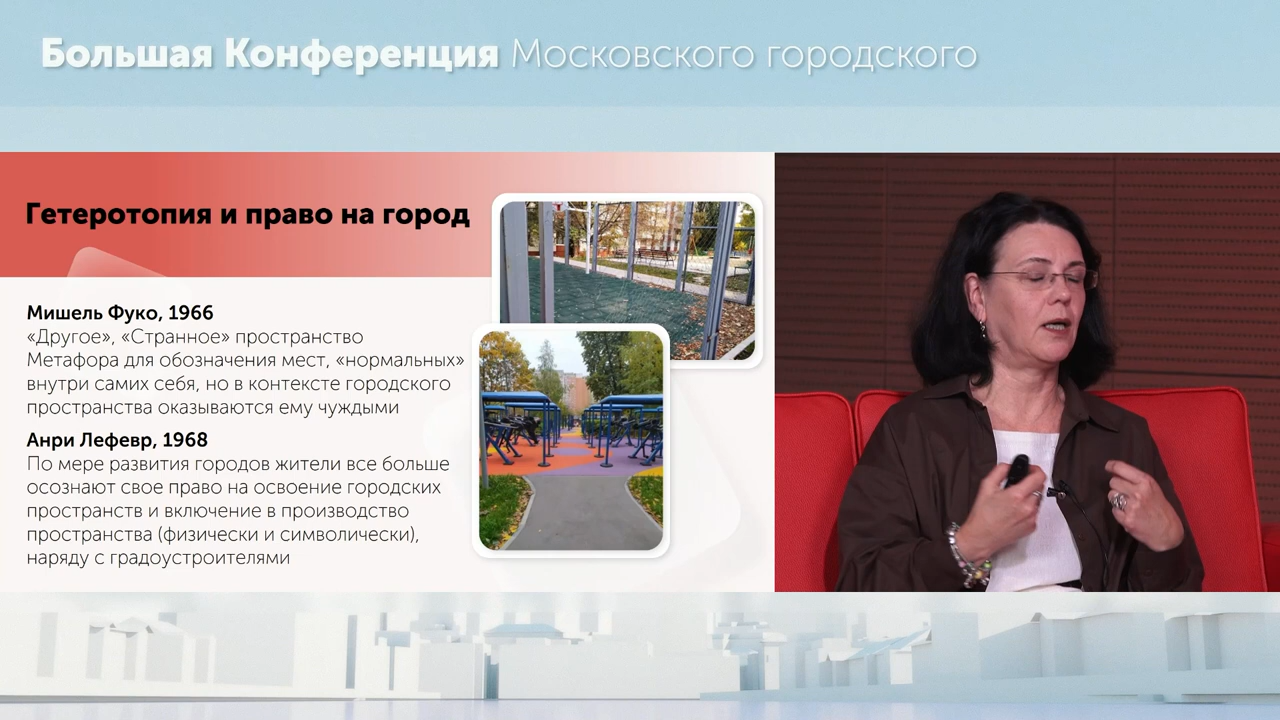 Большая Конференция Московского городского
Гетеротопия и право на город
Мишель Фуко, 1966
«Другое», «Странное» пространство
Метафора для обозначения мест, «нормальных»
внутри самих себя, но в контексте городского
пространства оказываются ему чуждыми
Анри Лефевр, 1968
По мере развития городов жители все больше
осознают свое право на освоение городских
пространств и включение в производство
пространства (физически и символически),
наряду с градоустроителями